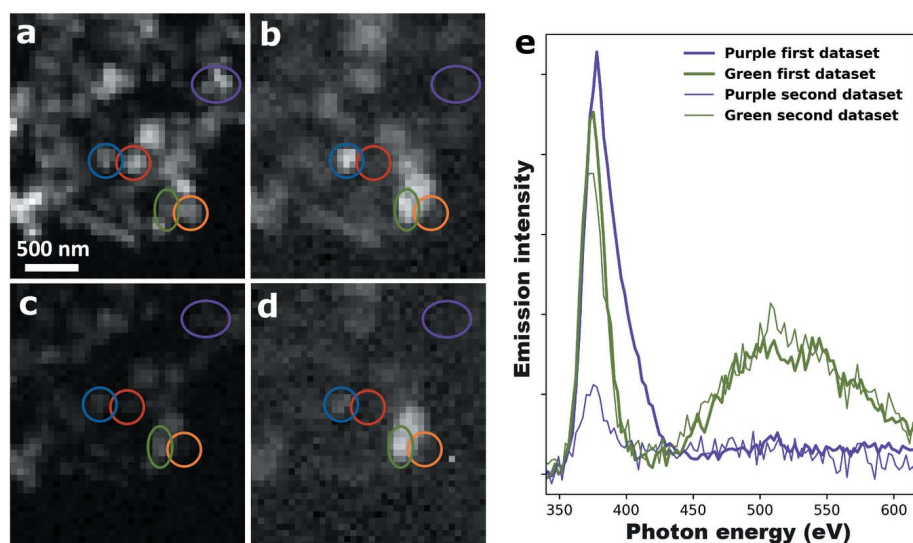 a
b
500 nm
c
d
e
Purple first dataset
Green first dataset
Purple second dataset
Green second dataset
Emission intensity
350
400
450
500
550
600
Photon energy (eV)